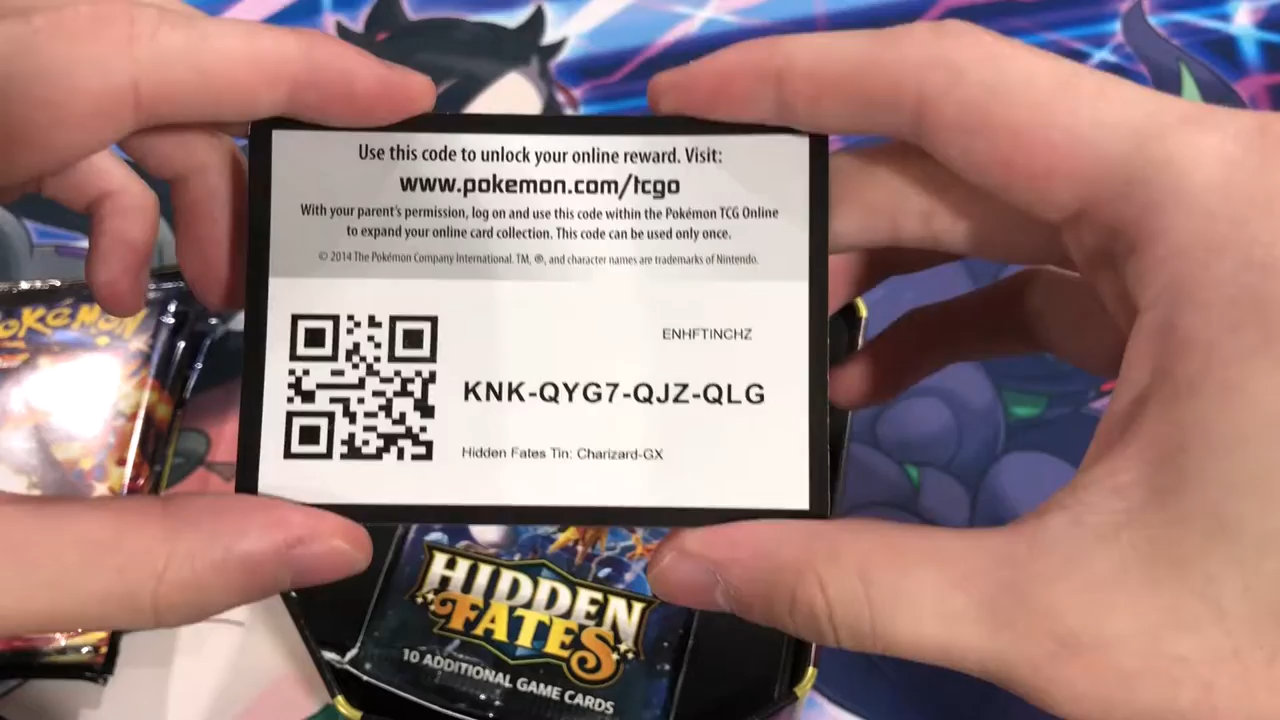 Use this code to unlock your online reward. Visit:
www.pokemon.com/tcgo
With your parent's permission, log on and use this code within the Pokémon TCG Online
to expand your online card collection. This code can be used only once.
© 2014 The Pokémon Company International. TM, ®, and character names are trademarks of Nintendo.
ENHFTINCHZ
KNK-QYG7-QJZ-QLG
Hidden Fates Tin: Charizard-GX
POKéMON
HIDDEN
FATES
10 ADDITIONAL GAME CARDS